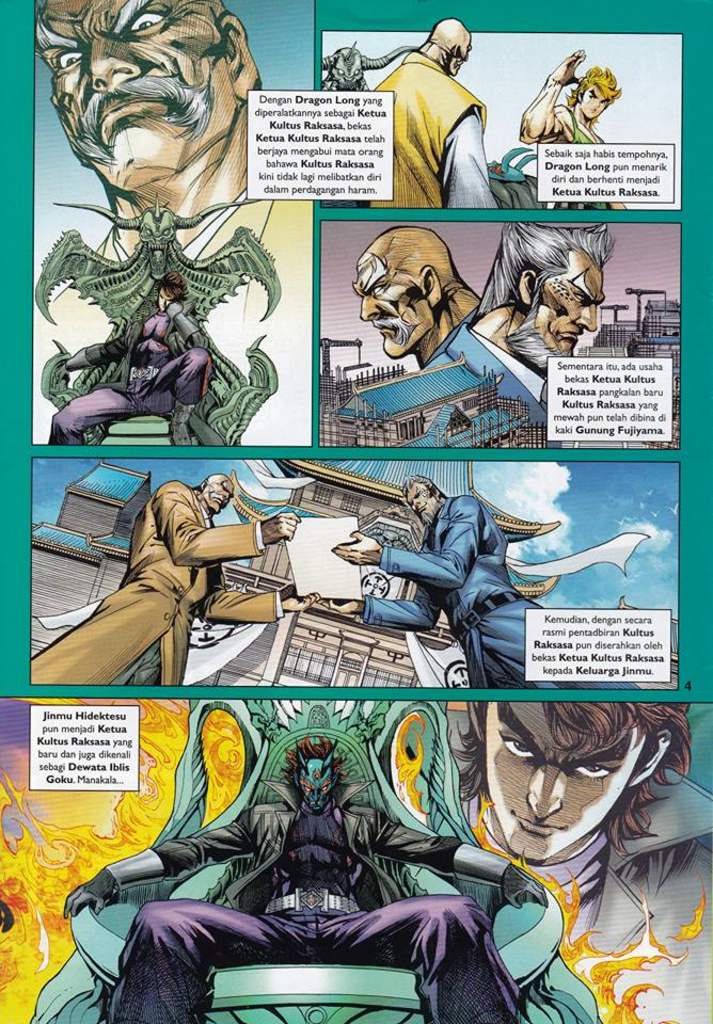 Dengan Dragon Long yang
diperalatkannya sebagai Ketua
Kultus Raksasa, bekas
Ketua Kultus Raksasa telah
berjaya mengabui mata orang
bahawa Kultus Raksasa
kini tidak lagi melibatkan diri
dalam perdagangan haram.
Sebaik saja habis tempohnya,
Dragon Long pun menarik
diri dan berhenti menjadi
Ketua Kultus Raksasa.
Sementara itu, ada usaha
bekas Ketua Kultus
Raksasa pangkalan baru
Kultus Raksasa yang
mewah pun telah dibina di
kaki Gunung Fujiyama.
Kemudian, dengan secara
rasmi pentadbiran Kultus
Raksasa pun diserahkan oleh
bekas Ketua Kultus Raksasa
kepada Keluarga Jinmu.
4
Jinmu Hidektesu
pun menjadi Ketua
Kultus Raksasa yang
baru dan juga dikenali
sebagai Dewata Iblis
Goku. Manakala...